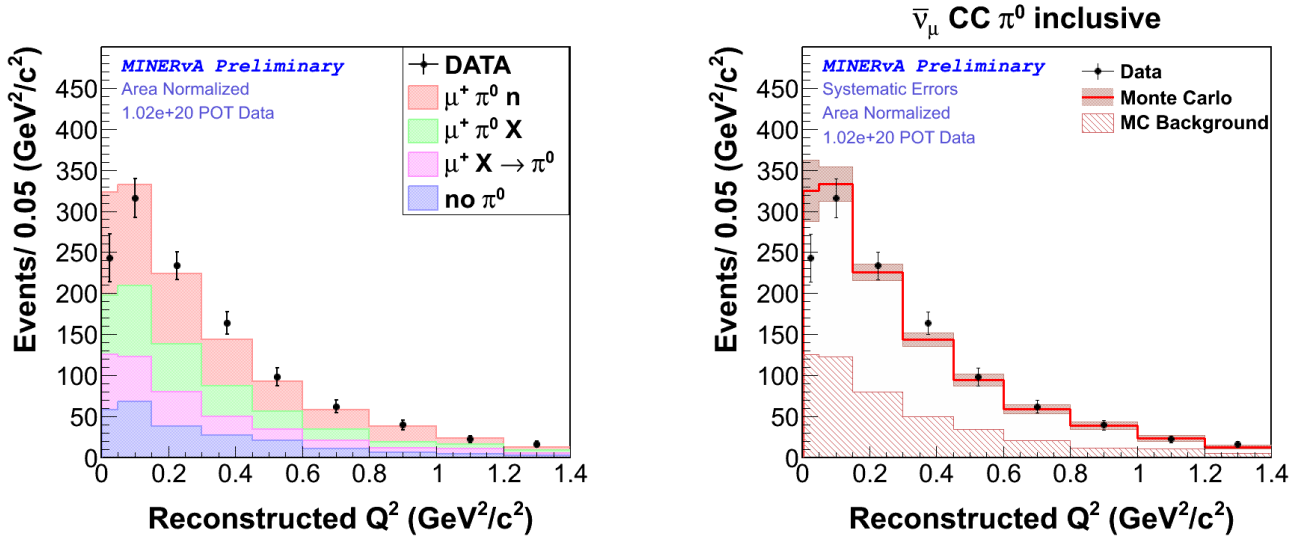 MINERvA Preliminary
Area Normalized
1.02e+20 POT Data
DATA
μ⁺ π⁰ n
μ⁺ π⁰ X
μ⁺ X → π⁰
no π⁰
Events/ 0.05 (GeV²/c²)
450
400
350
300
250
200
150
100
50
0
0 0.2 0.4 0.6 0.8 1 1.2 1.4
Reconstructed Q² (GeV²/c²)
ν̅_μ CC π⁰ inclusive
MINERvA Preliminary
Systematic Errors
Area Normalized
1.02e+20 POT Data
Data
Monte Carlo
MC Background
Events/ 0.05 (GeV²/c²)
450
400
350
300
250
200
150
100
50
0
0 0.2 0.4 0.6 0.8 1 1.2 1.4
Reconstructed Q² (GeV²/c²)